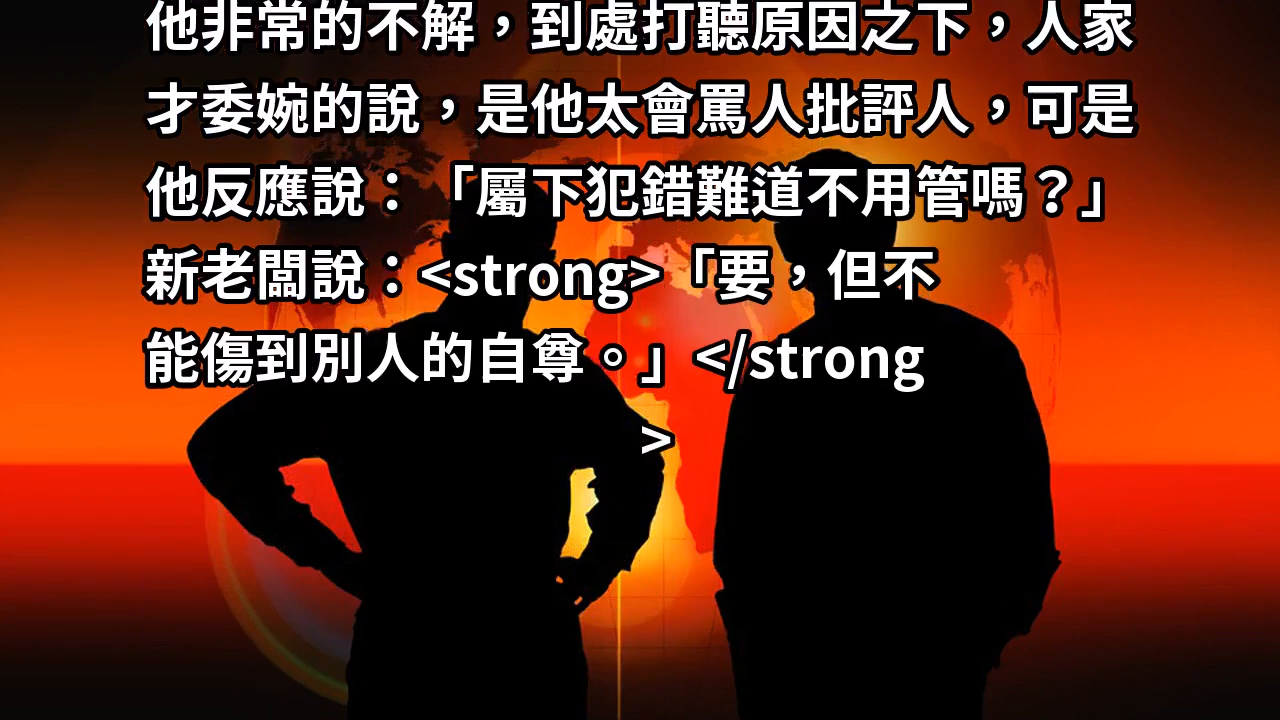 他非常的不解，到處打聽原因之下，人家
才委婉的說，是他太會罵人批評人，可是
他反應說：「屬下犯錯難道不用管嗎？」
新老闆說：<strong>「要，但不
能傷到別人的自尊。」</strong
>